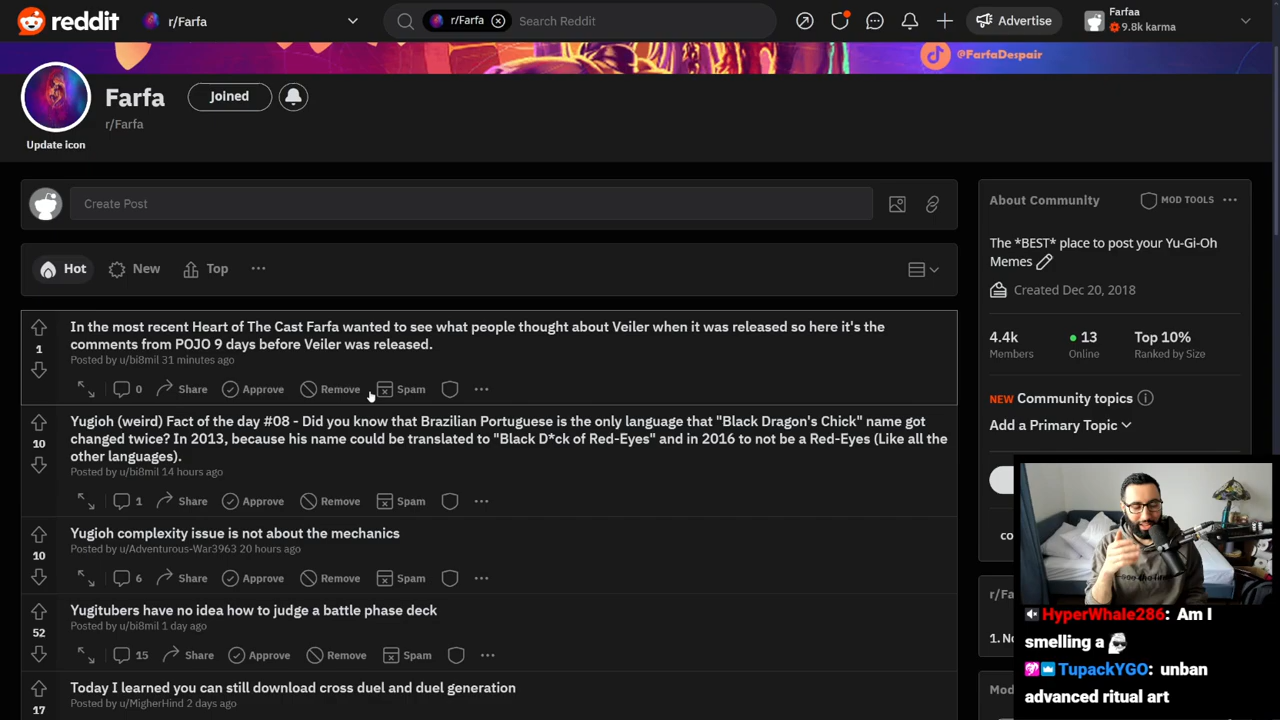 reddit
r/Farfa
r/Farfa
Search Reddit
Advertise
Farfaa
9.8k karma
@FarfaDespair
Farfa
Joined
r/Farfa
Update icon
Create Post
Hot
New
Top
In the most recent Heart of The Cast Farfa wanted to see what people thought about Veiler when it was released so here it's the
comments from POJO 9 days before Veiler was released.
Posted by u/bi8mil 31 minutes ago
1
0
Share
Approve
Remove
Spam
Yugioh (weird) Fact of the day #08 - Did you know that Brazilian Portuguese is the only language that "Black Dragon's Chick" name got
changed twice? In 2013, because his name could be translated to "Black D*ck of Red-Eyes" and in 2016 to not be a Red-Eyes (Like all the
other languages).
Posted by u/bi8mil 14 hours ago
10
1
Share
Approve
Remove
Spam
Yugioh complexity issue is not about the mechanics
Posted by u/Adventurous-War3963 20 hours ago
10
6
Share
Approve
Remove
Spam
Yugitubers have no idea how to judge a battle phase deck
Posted by u/bi8mil 1 day ago
52
15
Share
Approve
Remove
Spam
Today I learned you can still download cross duel and duel generation
Posted by u/MigherHind 2 days ago
17
About Community
MOD TOOLS
The *BEST* place to post your Yu-Gi-Oh
Memes
Created Dec 20, 2018
4.4k
13
Top 10%
Members
Online
Ranked by Size
NEW Community topics
Add a Primary Topic
co
r/Fa
1. No
Mod
HyperWhale286: Am I
smelling a
TupackYGO: unban
advanced ritual art